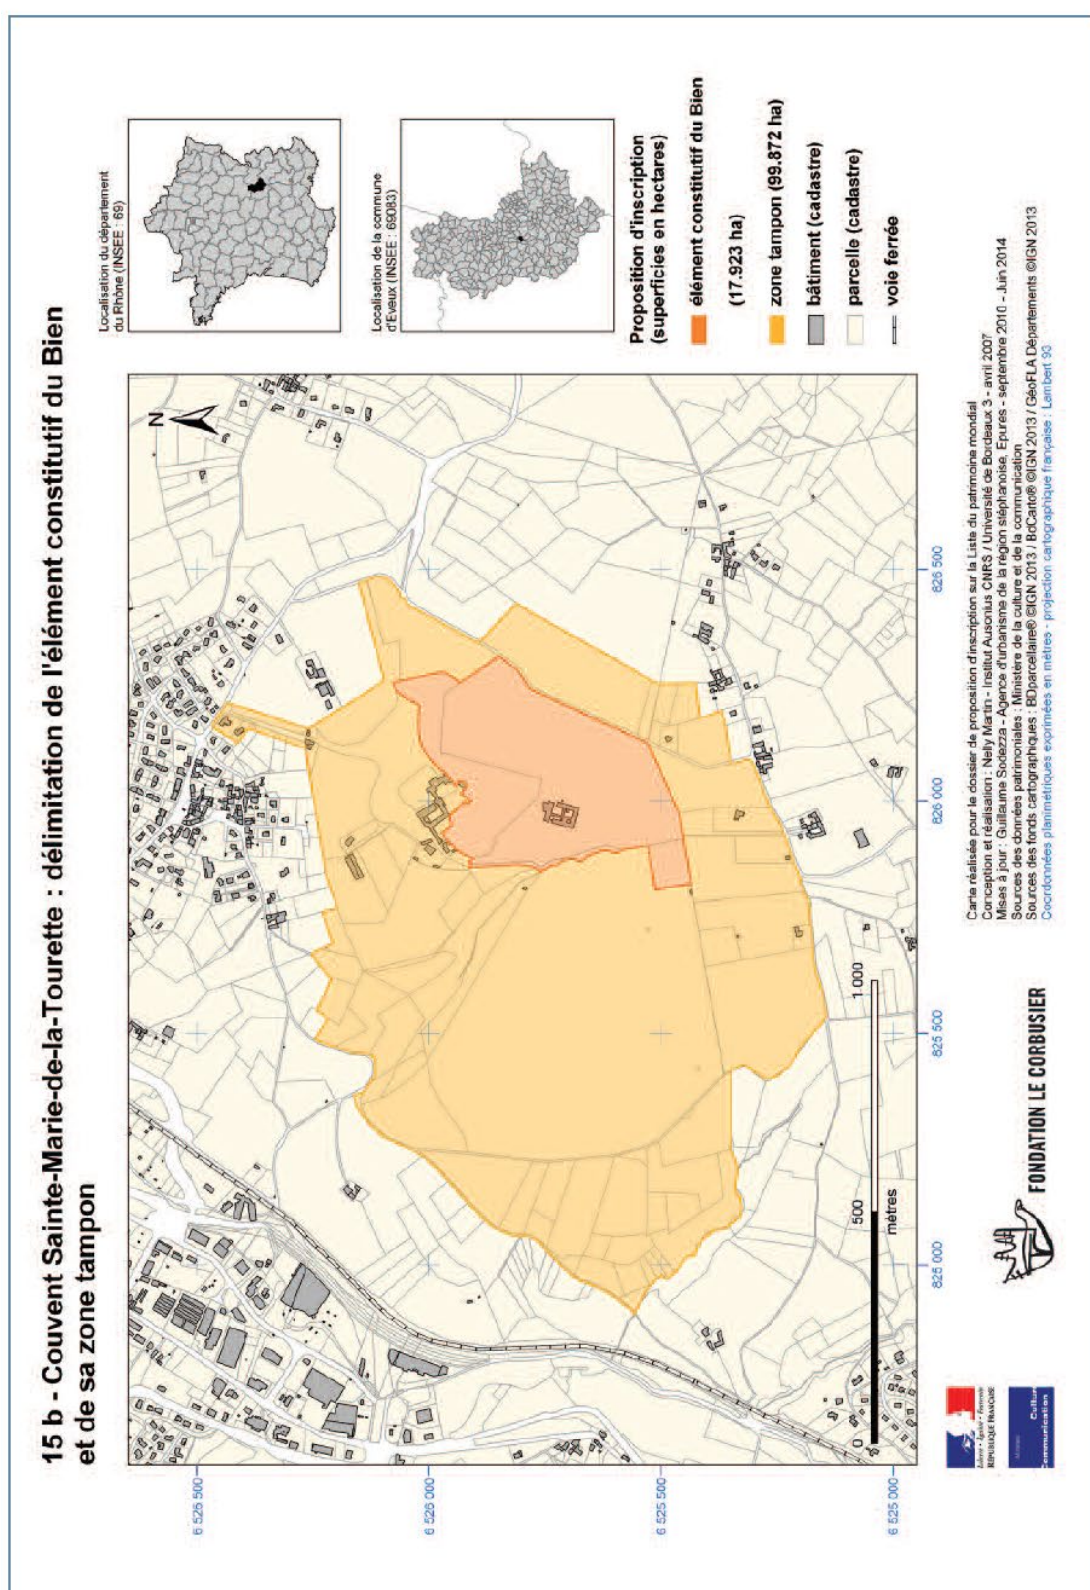 15 b - Couvent Sainte-Marie-de-la-Tourette : délimitation de l'élément constitutif du Bien
et de sa zone tampon
Localisation du département
du Rhône (INSEE : 69)
Localisation de la commune
d'Eveux (INSEE : 69083)
Proposition d'inscription
(superficies en hectares)
élément constitutif du Bien
(17.923 ha)
zone tampon (99.872 ha)
bâtiment (cadastre)
parcelle (cadastre)
voie ferrée
N
6 526 500
6 526 000
6 525 500
6 525 000
825 000
825 500
826 000
826 500
0
500
1 000
mètres
Liberté • Égalité • Fraternité
RÉPUBLIQUE FRANÇAISE
Ministère
Culture
Communication
FONDATION LE CORBUSIER
Carte réalisée pour le dossier de proposition d'inscription sur la Liste du patrimoine mondial
Conception et réalisation : Nelly Martin - Institut Ausonius CNRS / Université de Bordeaux 3 - avril 2007
Mises à jour : Guillaume Sodezza - Agence d'urbanisme de la région stéphanoise, Epures - septembre 2010 - Juin 2014
Sources des données patrimoniales : Ministère de la culture et de la communication
Sources des fonds cartographiques : BDparcellaire® ©IGN 2013 / BdCarto® ©IGN 2013 / GéoFLA Départements ©IGN 2013
Coordonnées planimétriques exprimées en mètres - projection cartographique française : Lambert 93